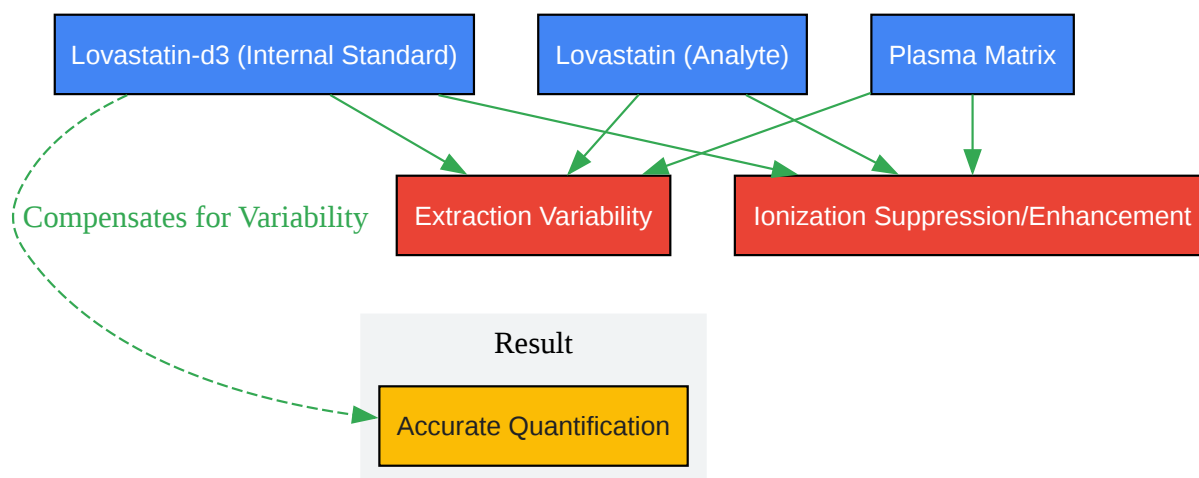 Lovastatin-d3 (Internal Standard)
Lovastatin (Analyte)
Plasma Matrix
Compensates for Variability
Extraction Variability
Ionization Suppression/Enhancement
Result
Accurate Quantification